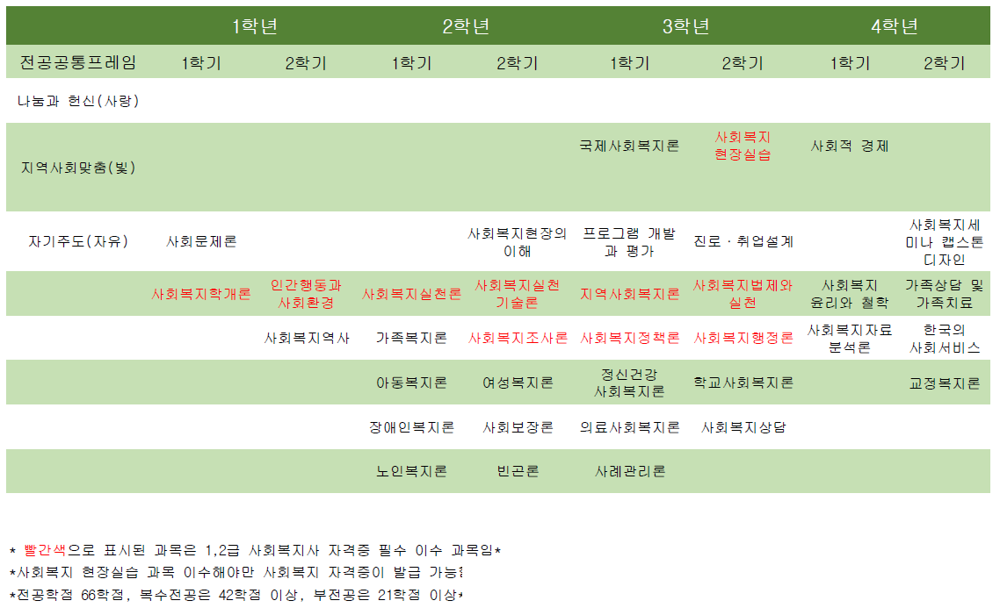 1학년 2학년 3학년 4학년
전공공통프레임 1학기 2학기 1학기 2학기 1학기 2학기 1학기 2학기
나눔과 헌신(사랑)
지역사회맞춤(빛) 국제사회복지론 사회복지 현장실습 사회적 경제
자기주도(자유) 사회문제론 사회복지현장의 이해 프로그램 개발과 평가 진로·취업설계 사회복지세미나 캡스톤 디자인
사회복지학개론 인간행동과 사회환경 사회복지실천론 사회복지실천 기술론 지역사회복지론 사회복지법제와 실천 사회복지 윤리와 철학 가족상담 및 가족치료
사회복지역사 가족복지론 사회복지조사론 사회복지정책론 사회복지행정론 사회복지자료 분석론 한국의 사회서비스
아동복지론 여성복지론 정신건강 사회복지론 학교사회복지론 교정복지론
장애인복지론 사회보장론 의료사회복지론 사회복지상담
노인복지론 빈곤론 사례관리론
* 빨간색으로 표시된 과목은 1,2급 사회복지사 자격증 필수 이수 과목임*
*사회복지 현장실습 과목 이수해야만 사회복지 자격증이 발급 가능
*전공학점 66학점, 복수전공은 42학점 이상, 부전공은 21학점 이상*